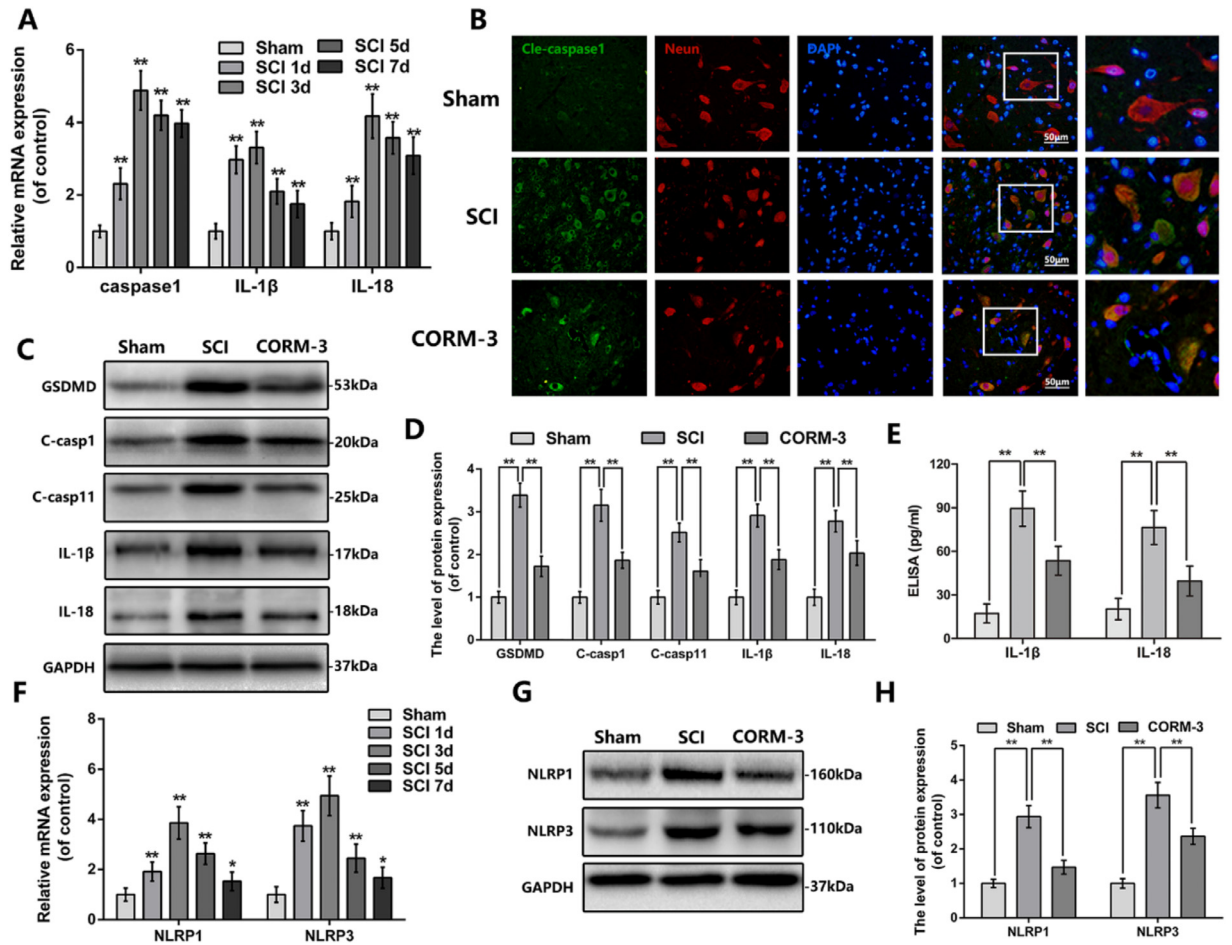 A
Relative mRNA expression
(of control)
6
4
2
0
Sham
SCI 1d
SCI 3d
SCI 5d
SCI 7d
** ** ** **
** ** ** **
** ** ** **
caspase1 IL-1β IL-18
B
Cle-caspase1 Neun DAPI
Sham
50μm
SCI
50μm
CORM-3
50μm
C
Sham SCI CORM-3
GSDMD -53kDa
C-casp1 -20kDa
C-casp11 -25kDa
IL-1β -17kDa
IL-18 -18kDa
GAPDH -37kDa
D
Sham SCI CORM-3
The level of protein expression
(of control)
4
3
2
1
0
** ** ** ** ** ** ** ** ** **
GSDMD C-casp1 C-casp11 IL-1β IL-18
E
ELISA (pg/ml)
120
90
60
30
0
** ** ** **
IL-1β IL-18
F
Relative mRNA expression
(of control)
8
6
4
2
0
Sham
SCI 1d
SCI 3d
SCI 5d
SCI 7d
** ** ** *
** ** ** *
NLRP1 NLRP3
G
Sham SCI CORM-3
NLRP1 -160kDa
NLRP3 -110kDa
GAPDH -37kDa
H
Sham SCI CORM-3
The level of protein expression
(of control)
5
4
3
2
1
0
** ** ** **
NLRP1 NLRP3